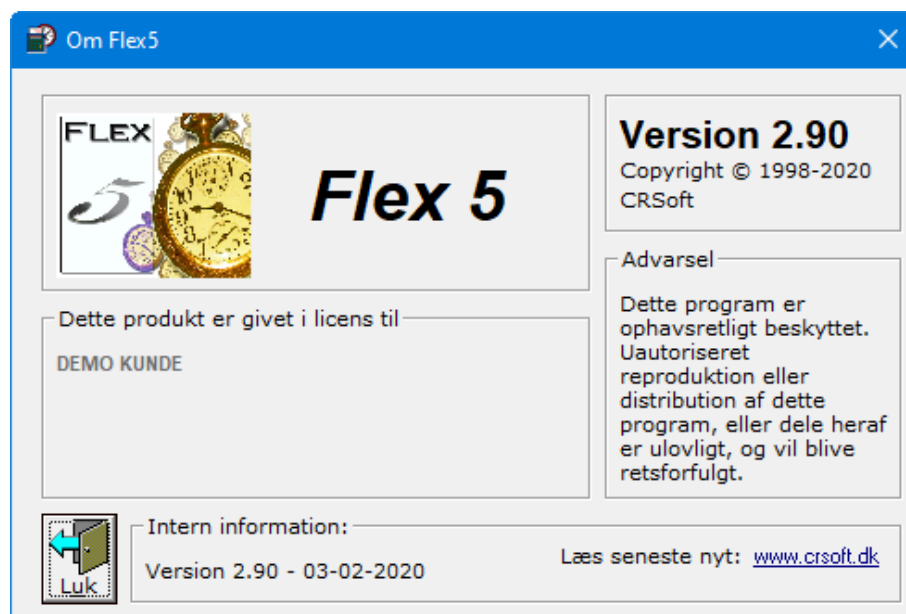 Om Flex5
FLEX
5
Flex 5
Version 2.90
Copyright © 1998-2020
CRSoft
Advarsel
Dette program er
ophavsretligt beskyttet.
Uautoriseret
reproduktion eller
distribution af dette
program, eller dele heraf
er ulovligt, og vil blive
retsforfulgt.
Dette produkt er givet i licens til
DEMO KUNDE
Luk
Intern information:
Version 2.90 - 03-02-2020
Læs seneste nyt: www.crsoft.dk